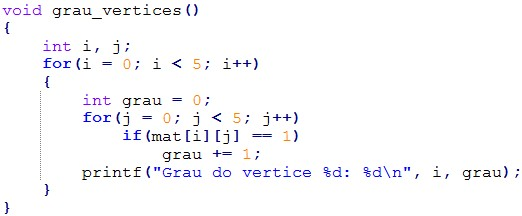 void grau_vertices()
{
    int i, j;
    for(i = 0; i < 5; i++)
    {
        int grau = 0;
        for(j = 0; j < 5; j++)
            if(mat[i][j] == 1)
                grau += 1;
        printf("Grau do vertice %d: %d\n", i, grau);
    }
}